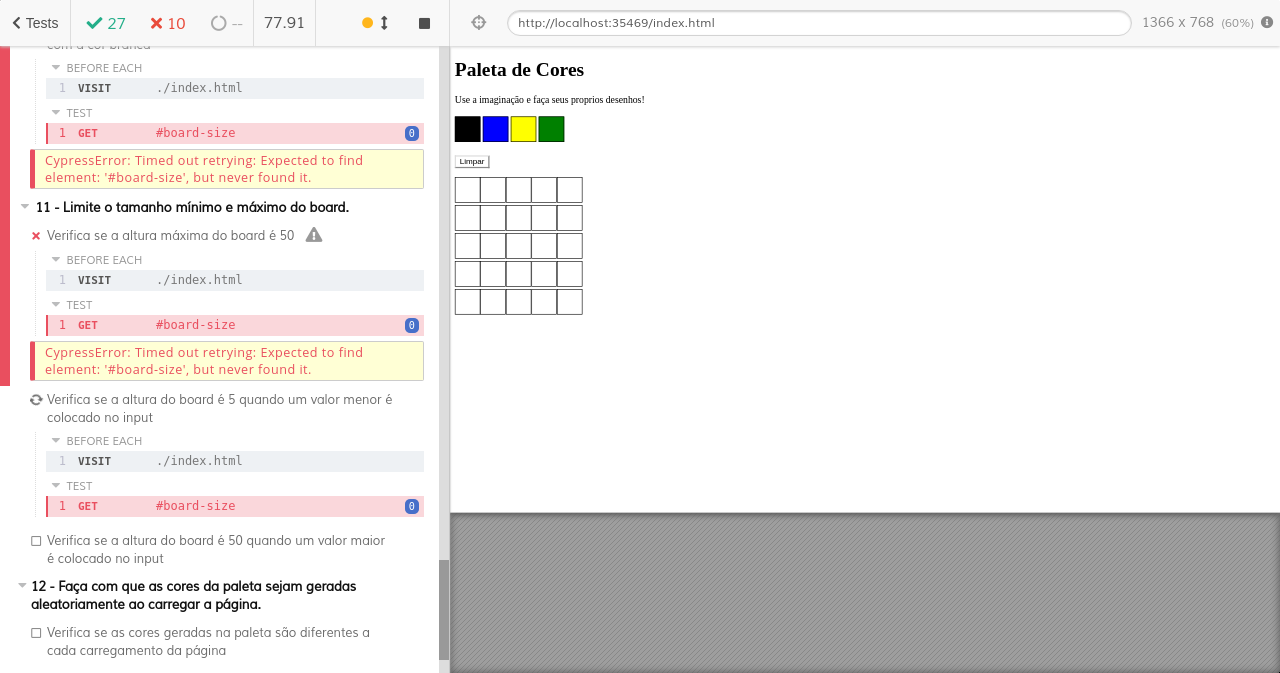 Tests 27 10 -- 77.91 http://localhost:35469/index.html 1366 x 768 (60%)
com a cor branca
BEFORE EACH
1 VISIT ./index.html
TEST
1 GET #board-size 0
CypressError: Timed out retrying: Expected to find
element: '#board-size', but never found it.
11 - Limite o tamanho mínimo e máximo do board.
Verifica se a altura máxima do board é 50
BEFORE EACH
1 VISIT ./index.html
TEST
1 GET #board-size 0
CypressError: Timed out retrying: Expected to find
element: '#board-size', but never found it.
Verifica se a altura do board é 5 quando um valor menor é
colocado no input
BEFORE EACH
1 VISIT ./index.html
TEST
1 GET #board-size 0
Verifica se a altura do board é 50 quando um valor maior
é colocado no input
12 - Faça com que as cores da paleta sejam geradas
aleatoriamente ao carregar a página.
Verifica se as cores geradas na paleta são diferentes a
cada carregamento da página
Paleta de Cores
Use a imaginação e faça seus proprios desenhos!
Limpar